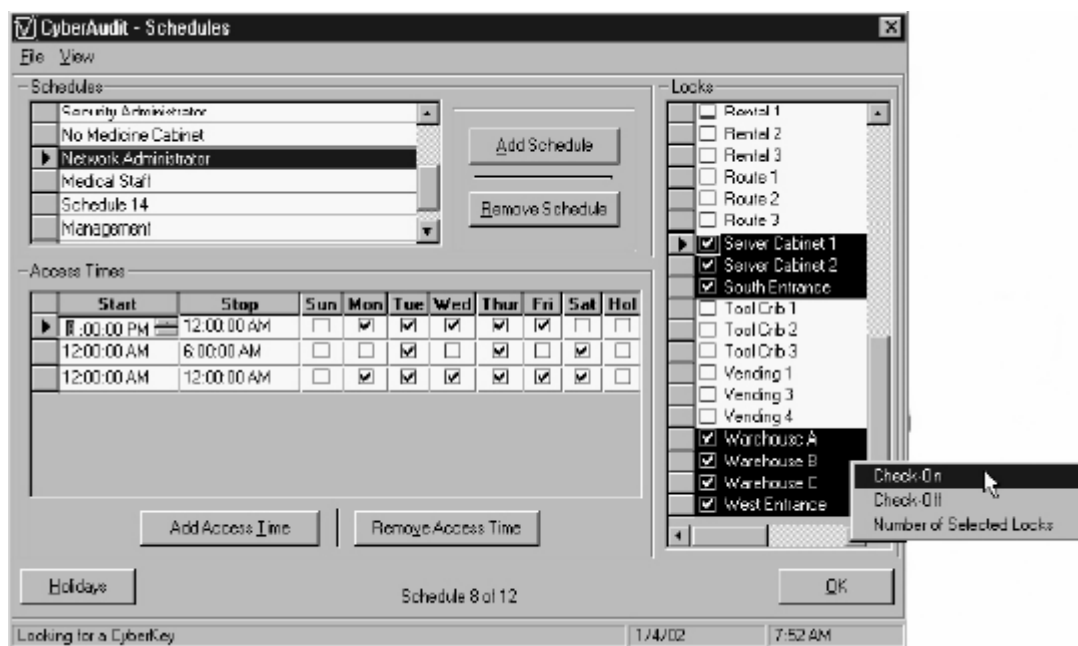 CyberAudit - Schedules
File View
Schedules
Security Administrator
No Medicine Cabinet
Network Administrator
Medical Staff
Schedule 14
Management
Add Schedule
Remove Schedule
Access Times
Start Stop Sun Mon Tue Wed Thur Fri Sat Hol
:00:00 PM 12:00:00 AM
12:00:00 AM 6:00:00 AM
12:00:00 AM 12:00:00 AM
Add Access Time
Remove Access Time
Locks
Rental 1
Rental 2
Rental 3
Route 1
Route 2
Route 3
Server Cabinet 1
Server Cabinet 2
South Entrance
Tool Crib 1
Tool Crib 2
Tool Crib 3
Vending 1
Vending 3
Vending 4
Warehouse A
Warehouse B
Warehouse C
West Entrance
Check-On
Check-Off
Number of Selected Locks
Holidays
Schedule 8 of 12
OK
Looking for a CyberKey
1/4/02
7:52 AM